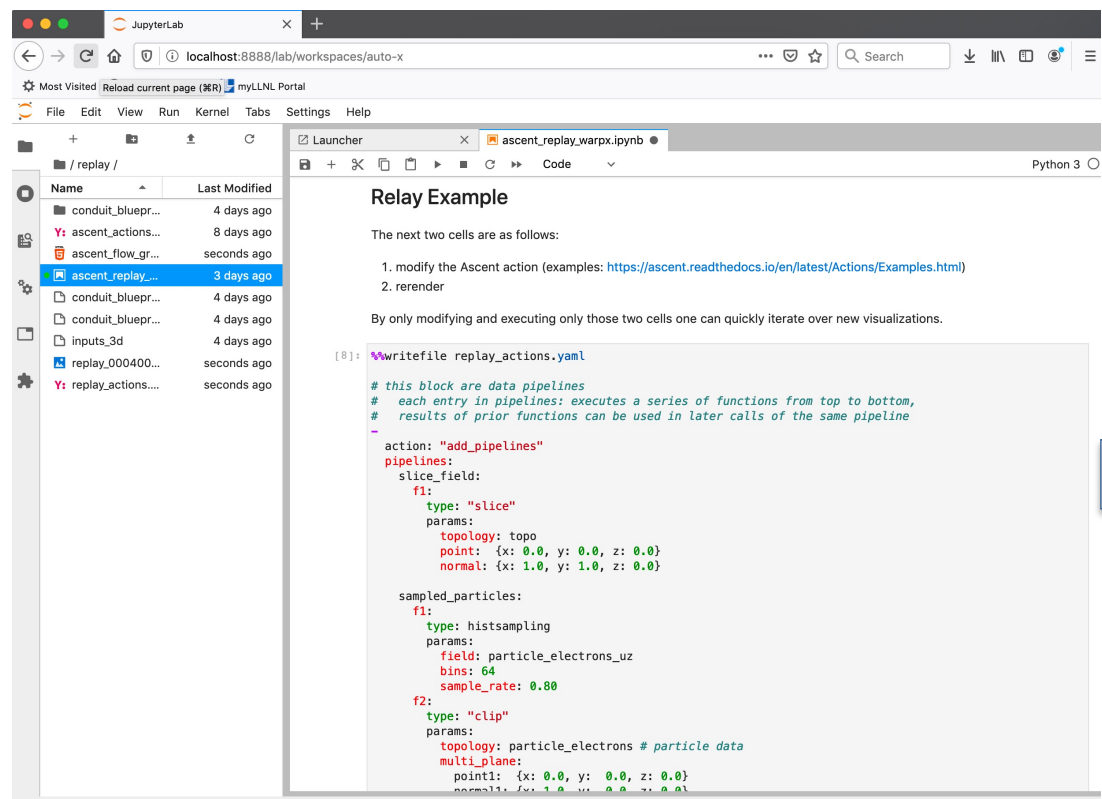 JupyterLab
localhost:8888/lab/workspaces/auto-x
Search
Most Visited
Reload current page (⌘R)
myLLNL Portal
File Edit View Run Kernel Tabs Settings Help
Launcher
ascent_replay_warpx.ipynb
/ replay /
Code
Python 3
Name Last Modified
conduit_bluepr... 4 days ago
Y: ascent_actions... 8 days ago
ascent_flow_gr... seconds ago
ascent_replay_... 3 days ago
conduit_bluepr... 4 days ago
conduit_bluepr... 4 days ago
inputs_3d 4 days ago
replay_000400... seconds ago
Y: replay_actions.... seconds ago
Relay Example
The next two cells are as follows:
1. modify the Ascent action (examples: https://ascent.readthedocs.io/en/latest/Actions/Examples.html)
2. rerender
By only modifying and executing only those two cells one can quickly iterate over new visualizations.
[8]: %%writefile replay_actions.yaml
# this block are data pipelines
#   each entry in pipelines: executes a series of functions from top to bottom,
#   results of prior functions can be used in later calls of the same pipeline
-
  action: "add_pipelines"
  pipelines:
    slice_field:
      f1:
        type: "slice"
        params:
          topology: topo
          point:  {x: 0.0, y: 0.0, z: 0.0}
          normal: {x: 1.0, y: 1.0, z: 0.0}
    sampled_particles:
      f1:
        type: histsampling
        params:
          field: particle_electrons_uz
          bins: 64
          sample_rate: 0.80
      f2:
        type: "clip"
        params:
          topology: particle_electrons # particle data
          multi_plane:
            point1:  {x: 0.0, y:  0.0, z: 0.0}
            normal1: {x: 1.0, y:  0.0, z: 0.0}